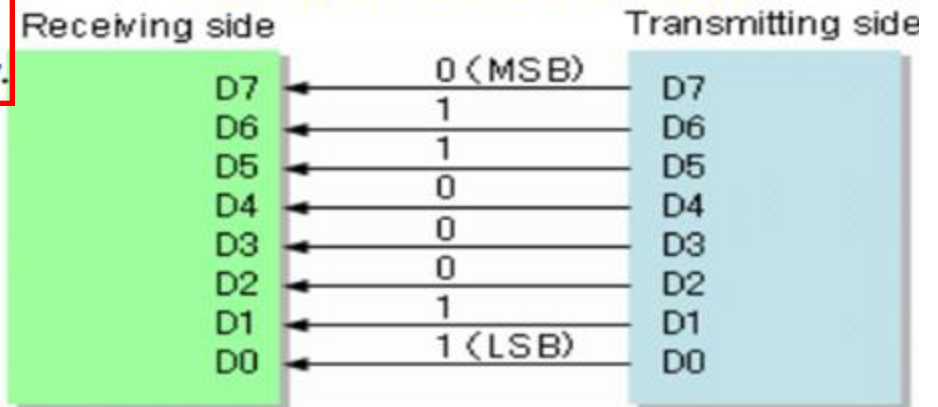 Receiving side Transmitting side
0 (MSB)
D7 D7
1
D6 D6
1
D5 D5
0
D4 D4
0
D3 D3
0
D2 D2
1
D1 D1
1 (LSB)
D0 D0